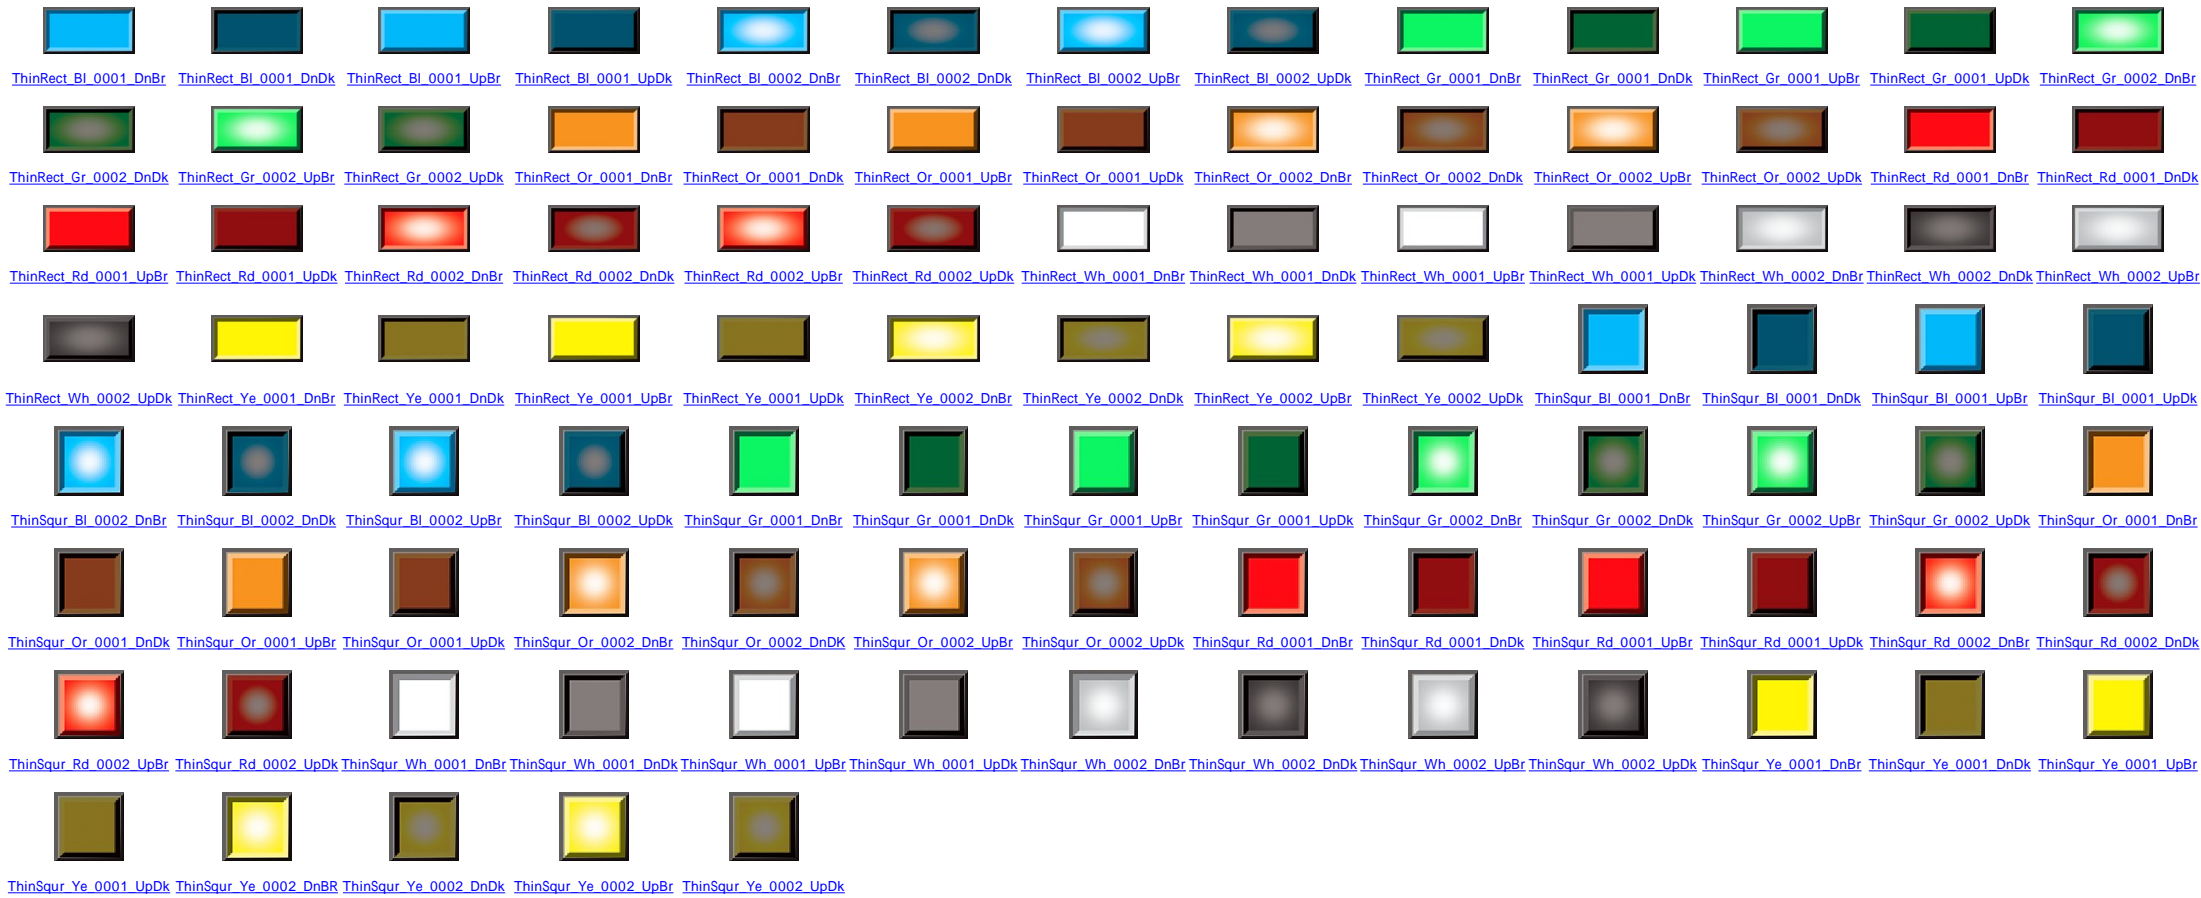 ThinRect_Bl_0001_DnBr ThinRect_Bl_0001_DnDk ThinRect_Bl_0001_UpBr ThinRect_Bl_0001_UpDk ThinRect_Bl_0002_DnBr ThinRect_Bl_0002_DnDk ThinRect_Bl_0002_UpBr ThinRect_Bl_0002_UpDk ThinRect_Gr_0001_DnBr ThinRect_Gr_0001_DnDk ThinRect_Gr_0001_UpBr ThinRect_Gr_0001_UpDk ThinRect_Gr_0002_DnBr
ThinRect_Gr_0002_DnDk ThinRect_Gr_0002_UpBr ThinRect_Gr_0002_UpDk ThinRect_Or_0001_DnBr ThinRect_Or_0001_DnDk ThinRect_Or_0001_UpBr ThinRect_Or_0001_UpDk ThinRect_Or_0002_DnBr ThinRect_Or_0002_DnDk ThinRect_Or_0002_UpBr ThinRect_Or_0002_UpDk ThinRect_Rd_0001_DnBr ThinRect_Rd_0001_DnDk
ThinRect_Rd_0001_UpBr ThinRect_Rd_0001_UpDk ThinRect_Rd_0002_DnBr ThinRect_Rd_0002_DnDk ThinRect_Rd_0002_UpBr ThinRect_Rd_0002_UpDk ThinRect_Wh_0001_DnBr ThinRect_Wh_0001_DnDk ThinRect_Wh_0001_UpBr ThinRect_Wh_0001_UpDk ThinRect_Wh_0002_DnBr ThinRect_Wh_0002_DnDk ThinRect_Wh_0002_UpBr
ThinRect_Wh_0002_UpDk ThinRect_Ye_0001_DnBr ThinRect_Ye_0001_DnDk ThinRect_Ye_0001_UpBr ThinRect_Ye_0001_UpDk ThinRect_Ye_0002_DnBr ThinRect_Ye_0002_DnDk ThinRect_Ye_0002_UpBr ThinRect_Ye_0002_UpDk ThinSqur_Bl_0001_DnBr ThinSqur_Bl_0001_DnDk ThinSqur_Bl_0001_UpBr ThinSqur_Bl_0001_UpDk
ThinSqur_Bl_0002_DnBr ThinSqur_Bl_0002_DnDk ThinSqur_Bl_0002_UpBr ThinSqur_Bl_0002_UpDk ThinSqur_Gr_0001_DnBr ThinSqur_Gr_0001_DnDk ThinSqur_Gr_0001_UpBr ThinSqur_Gr_0001_UpDk ThinSqur_Gr_0002_DnBr ThinSqur_Gr_0002_DnDk ThinSqur_Gr_0002_UpBr ThinSqur_Gr_0002_UpDk ThinSqur_Or_0001_DnBr
ThinSqur_Or_0001_DnDk ThinSqur_Or_0001_UpBr ThinSqur_Or_0001_UpDk ThinSqur_Or_0002_DnBr ThinSqur_Or_0002_DnDK ThinSqur_Or_0002_UpBr ThinSqur_Or_0002_UpDk ThinSqur_Rd_0001_DnBr ThinSqur_Rd_0001_DnDk ThinSqur_Rd_0001_UpBr ThinSqur_Rd_0001_UpDk ThinSqur_Rd_0002_DnBr ThinSqur_Rd_0002_DnDk
ThinSqur_Rd_0002_UpBr ThinSqur_Rd_0002_UpDk ThinSqur_Wh_0001_DnBr ThinSqur_Wh_0001_DnDk ThinSqur_Wh_0001_UpBr ThinSqur_Wh_0001_UpDk ThinSqur_Wh_0002_DnBr ThinSqur_Wh_0002_DnDk ThinSqur_Wh_0002_UpBr ThinSqur_Wh_0002_UpDk ThinSqur_Ye_0001_DnBr ThinSqur_Ye_0001_DnDk ThinSqur_Ye_0001_UpBr
ThinSqur_Ye_0001_UpDk ThinSqur_Ye_0002_DnBR ThinSqur_Ye_0002_DnDk ThinSqur_Ye_0002_UpBr ThinSqur_Ye_0002_UpDk